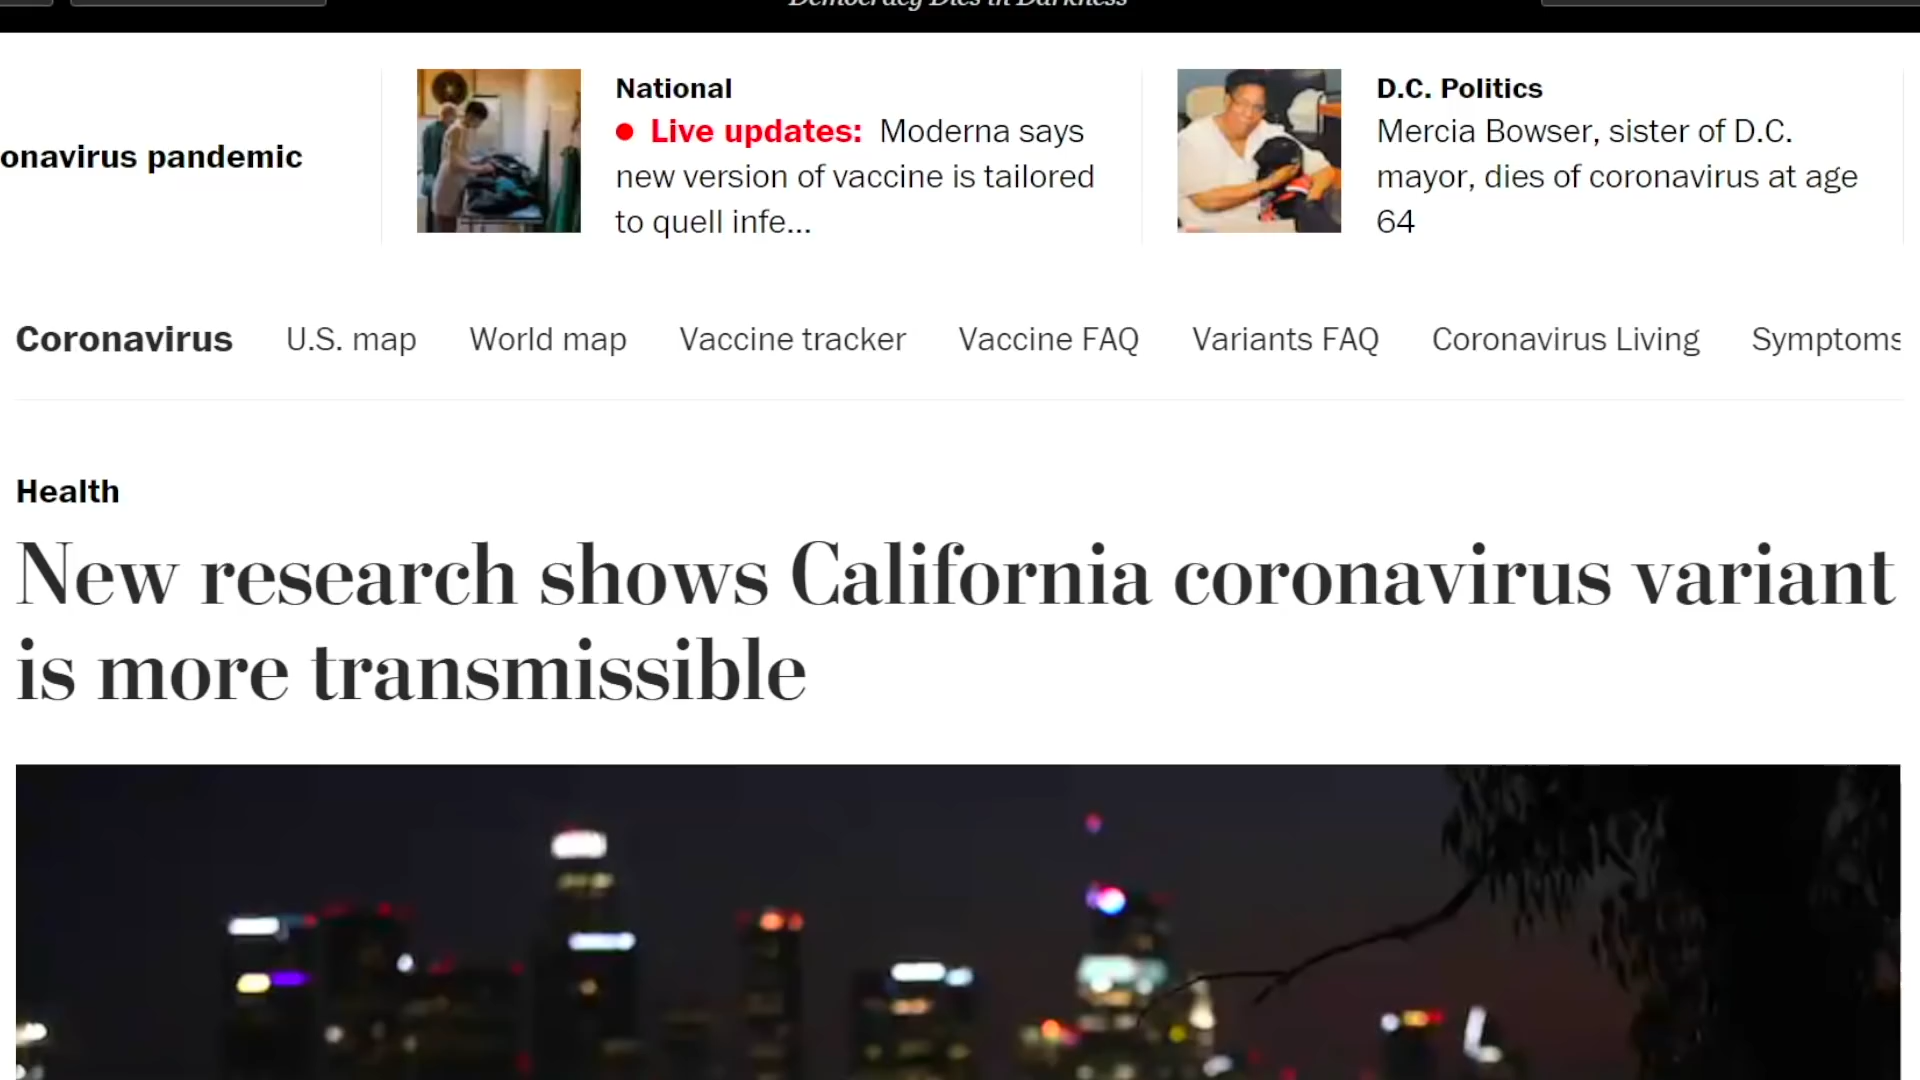 Democracy Dies in Darkness
onavirus pandemic
National
Live updates: Moderna says
new version of vaccine is tailored
to quell infe...
D.C. Politics
Mercia Bowser, sister of D.C.
mayor, dies of coronavirus at age
64
Coronavirus U.S. map World map Vaccine tracker Vaccine FAQ Variants FAQ Coronavirus Living Symptoms
Health
New research shows California coronavirus variant
is more transmissible